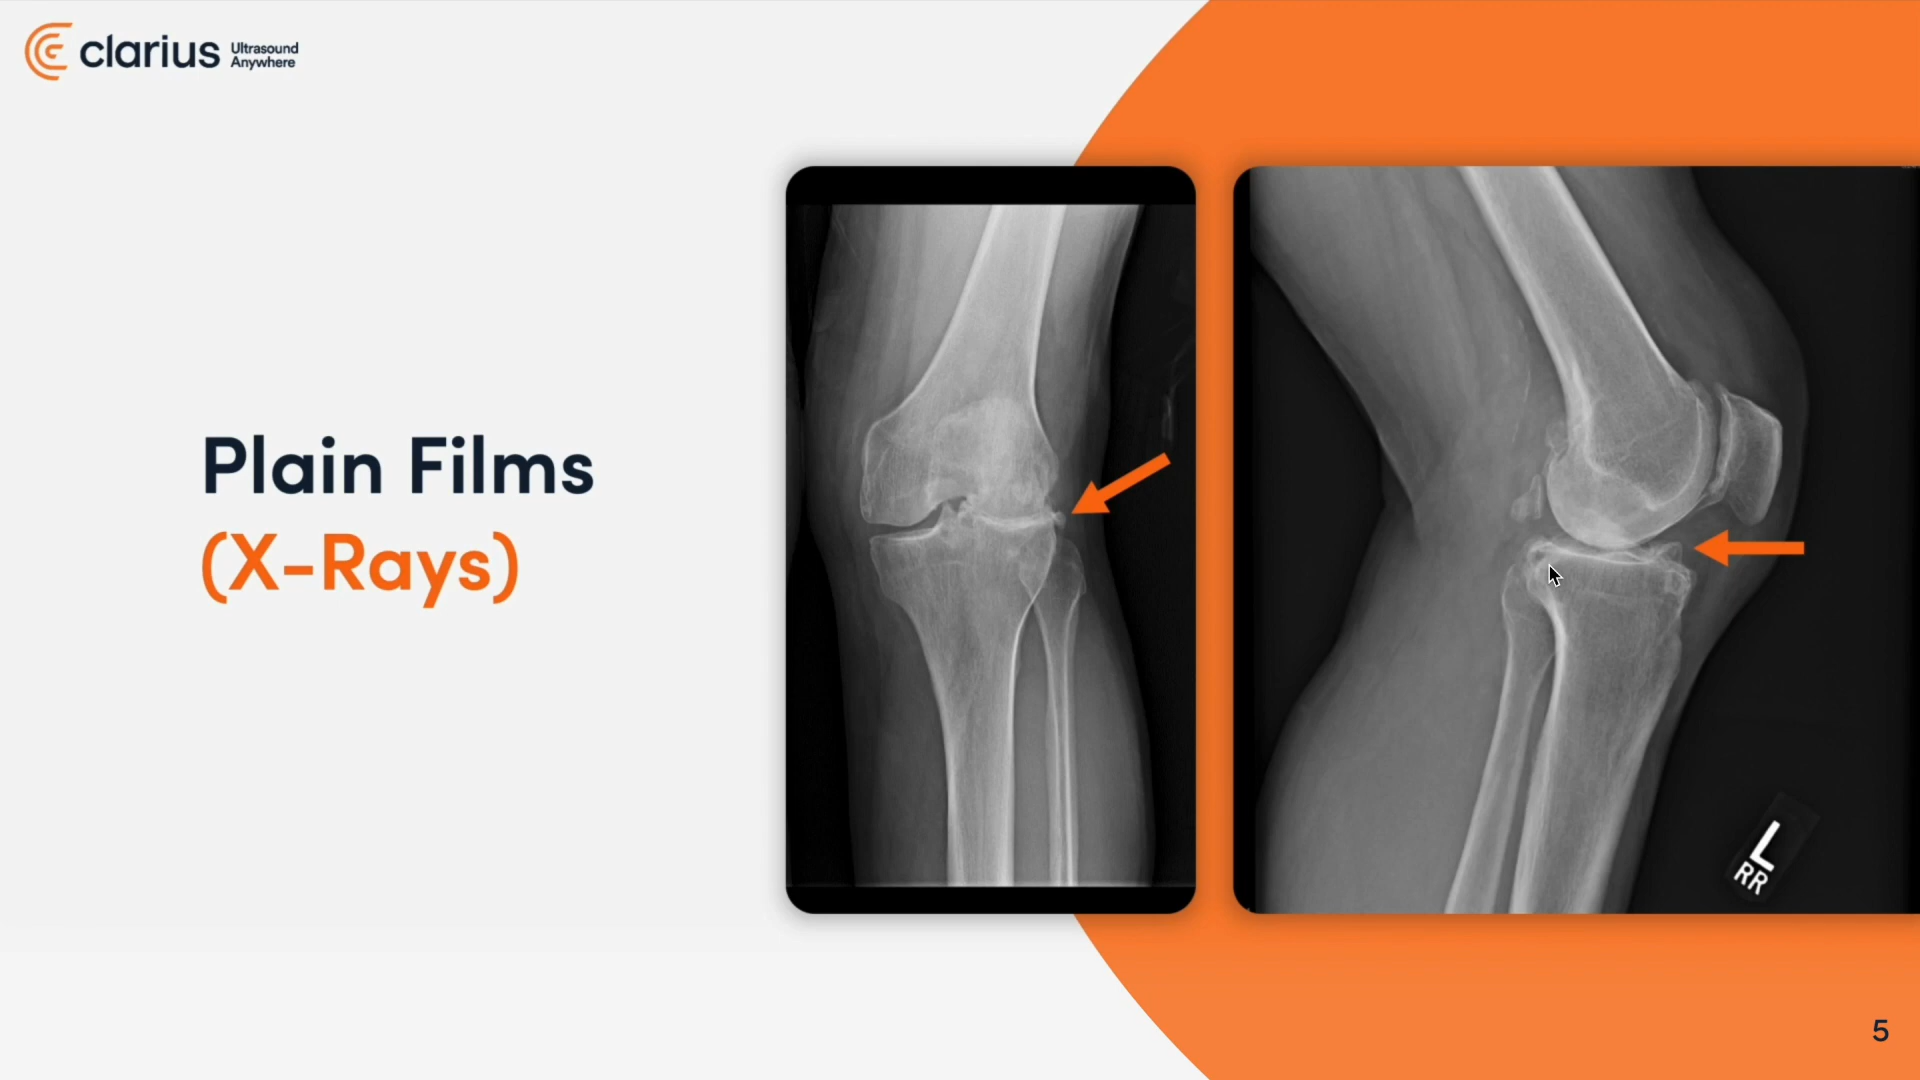 clarius
Ultrasound
Anywhere
Plain Films
(X-Rays)
L
RR
5